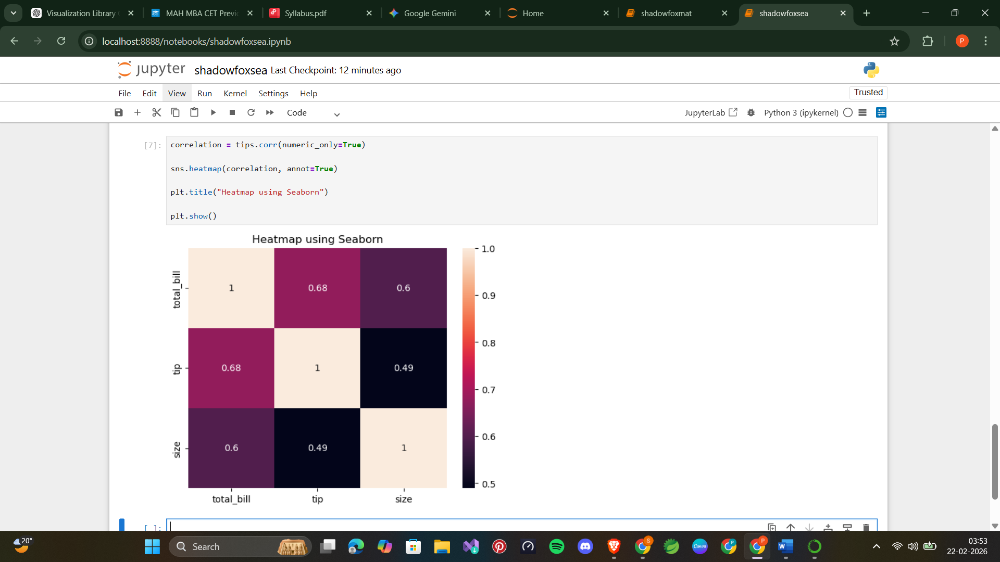 Visualization Library
MAH MBA CET Previ
Syllabus.pdf
Google Gemini
Home
shadowfoxmat
shadowfoxsea
localhost:8888/notebooks/shadowfoxsea.ipynb
P
jupyter
shadowfoxsea Last Checkpoint: 12 minutes ago
File Edit View Run Kernel Settings Help
Trusted
Code
JupyterLab
Python 3 (ipykernel)
[7]:
correlation = tips.corr(numeric_only=True)
sns.heatmap(correlation, annot=True)
plt.title("Heatmap using Seaborn")
plt.show()
Heatmap using Seaborn
total_bill
1 0.68 0.6
tip
0.68 1 0.49
size
0.6 0.49 1
total_bill tip size
1.0
0.9
0.8
0.7
0.6
0.5
[ ]:
20°
Search
S
Canva
P
P
W
03:53
22-02-2026